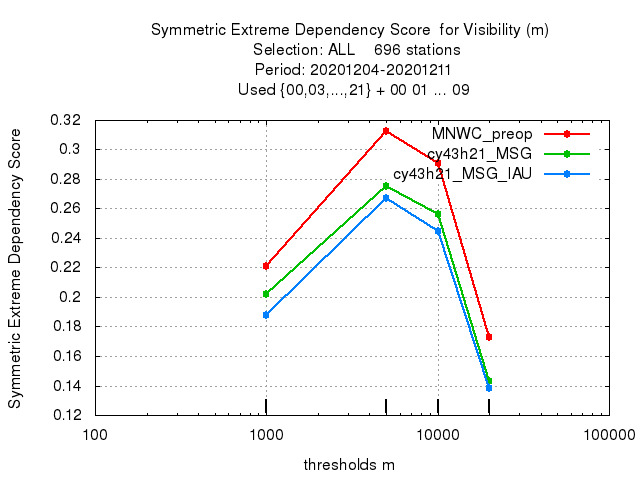 Symmetric Extreme Dependency Score  for Visibility (m)
Selection: ALL    696 stations
Period: 20201204-20201211
Used {00,03,...,21} + 00 01 ... 09
Symmetric Extreme Dependency Score
0.32
0.3
0.28
0.26
0.24
0.22
0.2
0.18
0.16
0.14
0.12
MNWC_preop
cy43h21_MSG
cy43h21_MSG_IAU
100 1000 10000 100000
thresholds m